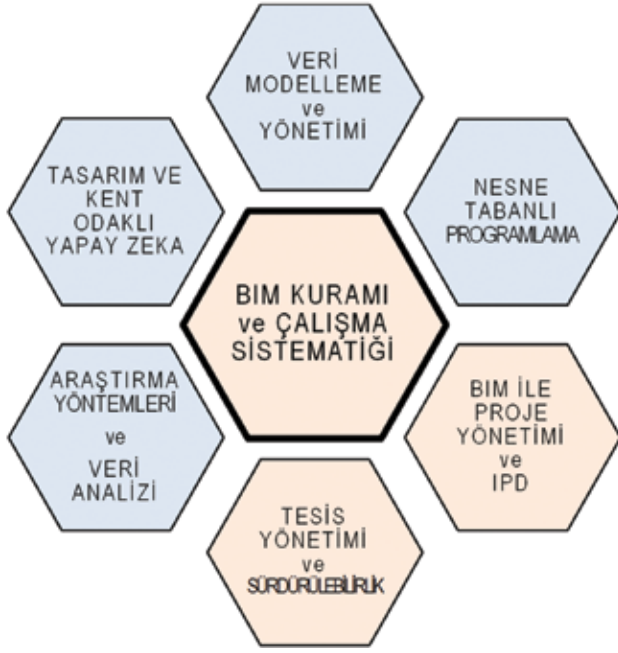 VERİ
MODELLEME
ve
YÖNETİMİ
TASARIM VE
KENT
ODAKLI
YAPAY ZEKA
NESNE
TABANLI
PROGRAMLAMA
BIM KURAMI
ve ÇALIŞMA
SİSTEMATİĞİ
ARAŞTIRMA
YÖNTEMLERİ
ve
VERİ
ANALİZİ
BIM İLE
PROJE
YÖNETİMİ
ve
IPD
TESİS
YÖNETİMİ
ve
SÜRDÜRÜLEBİLİRLİK